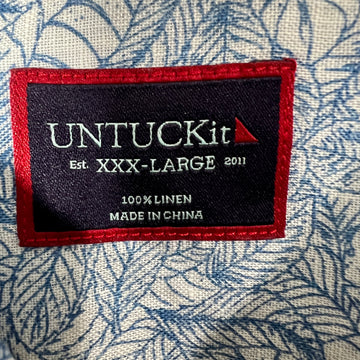 UNTUCKit
Est. XXX-LARGE 2011
100% LINEN
MADE IN CHINA